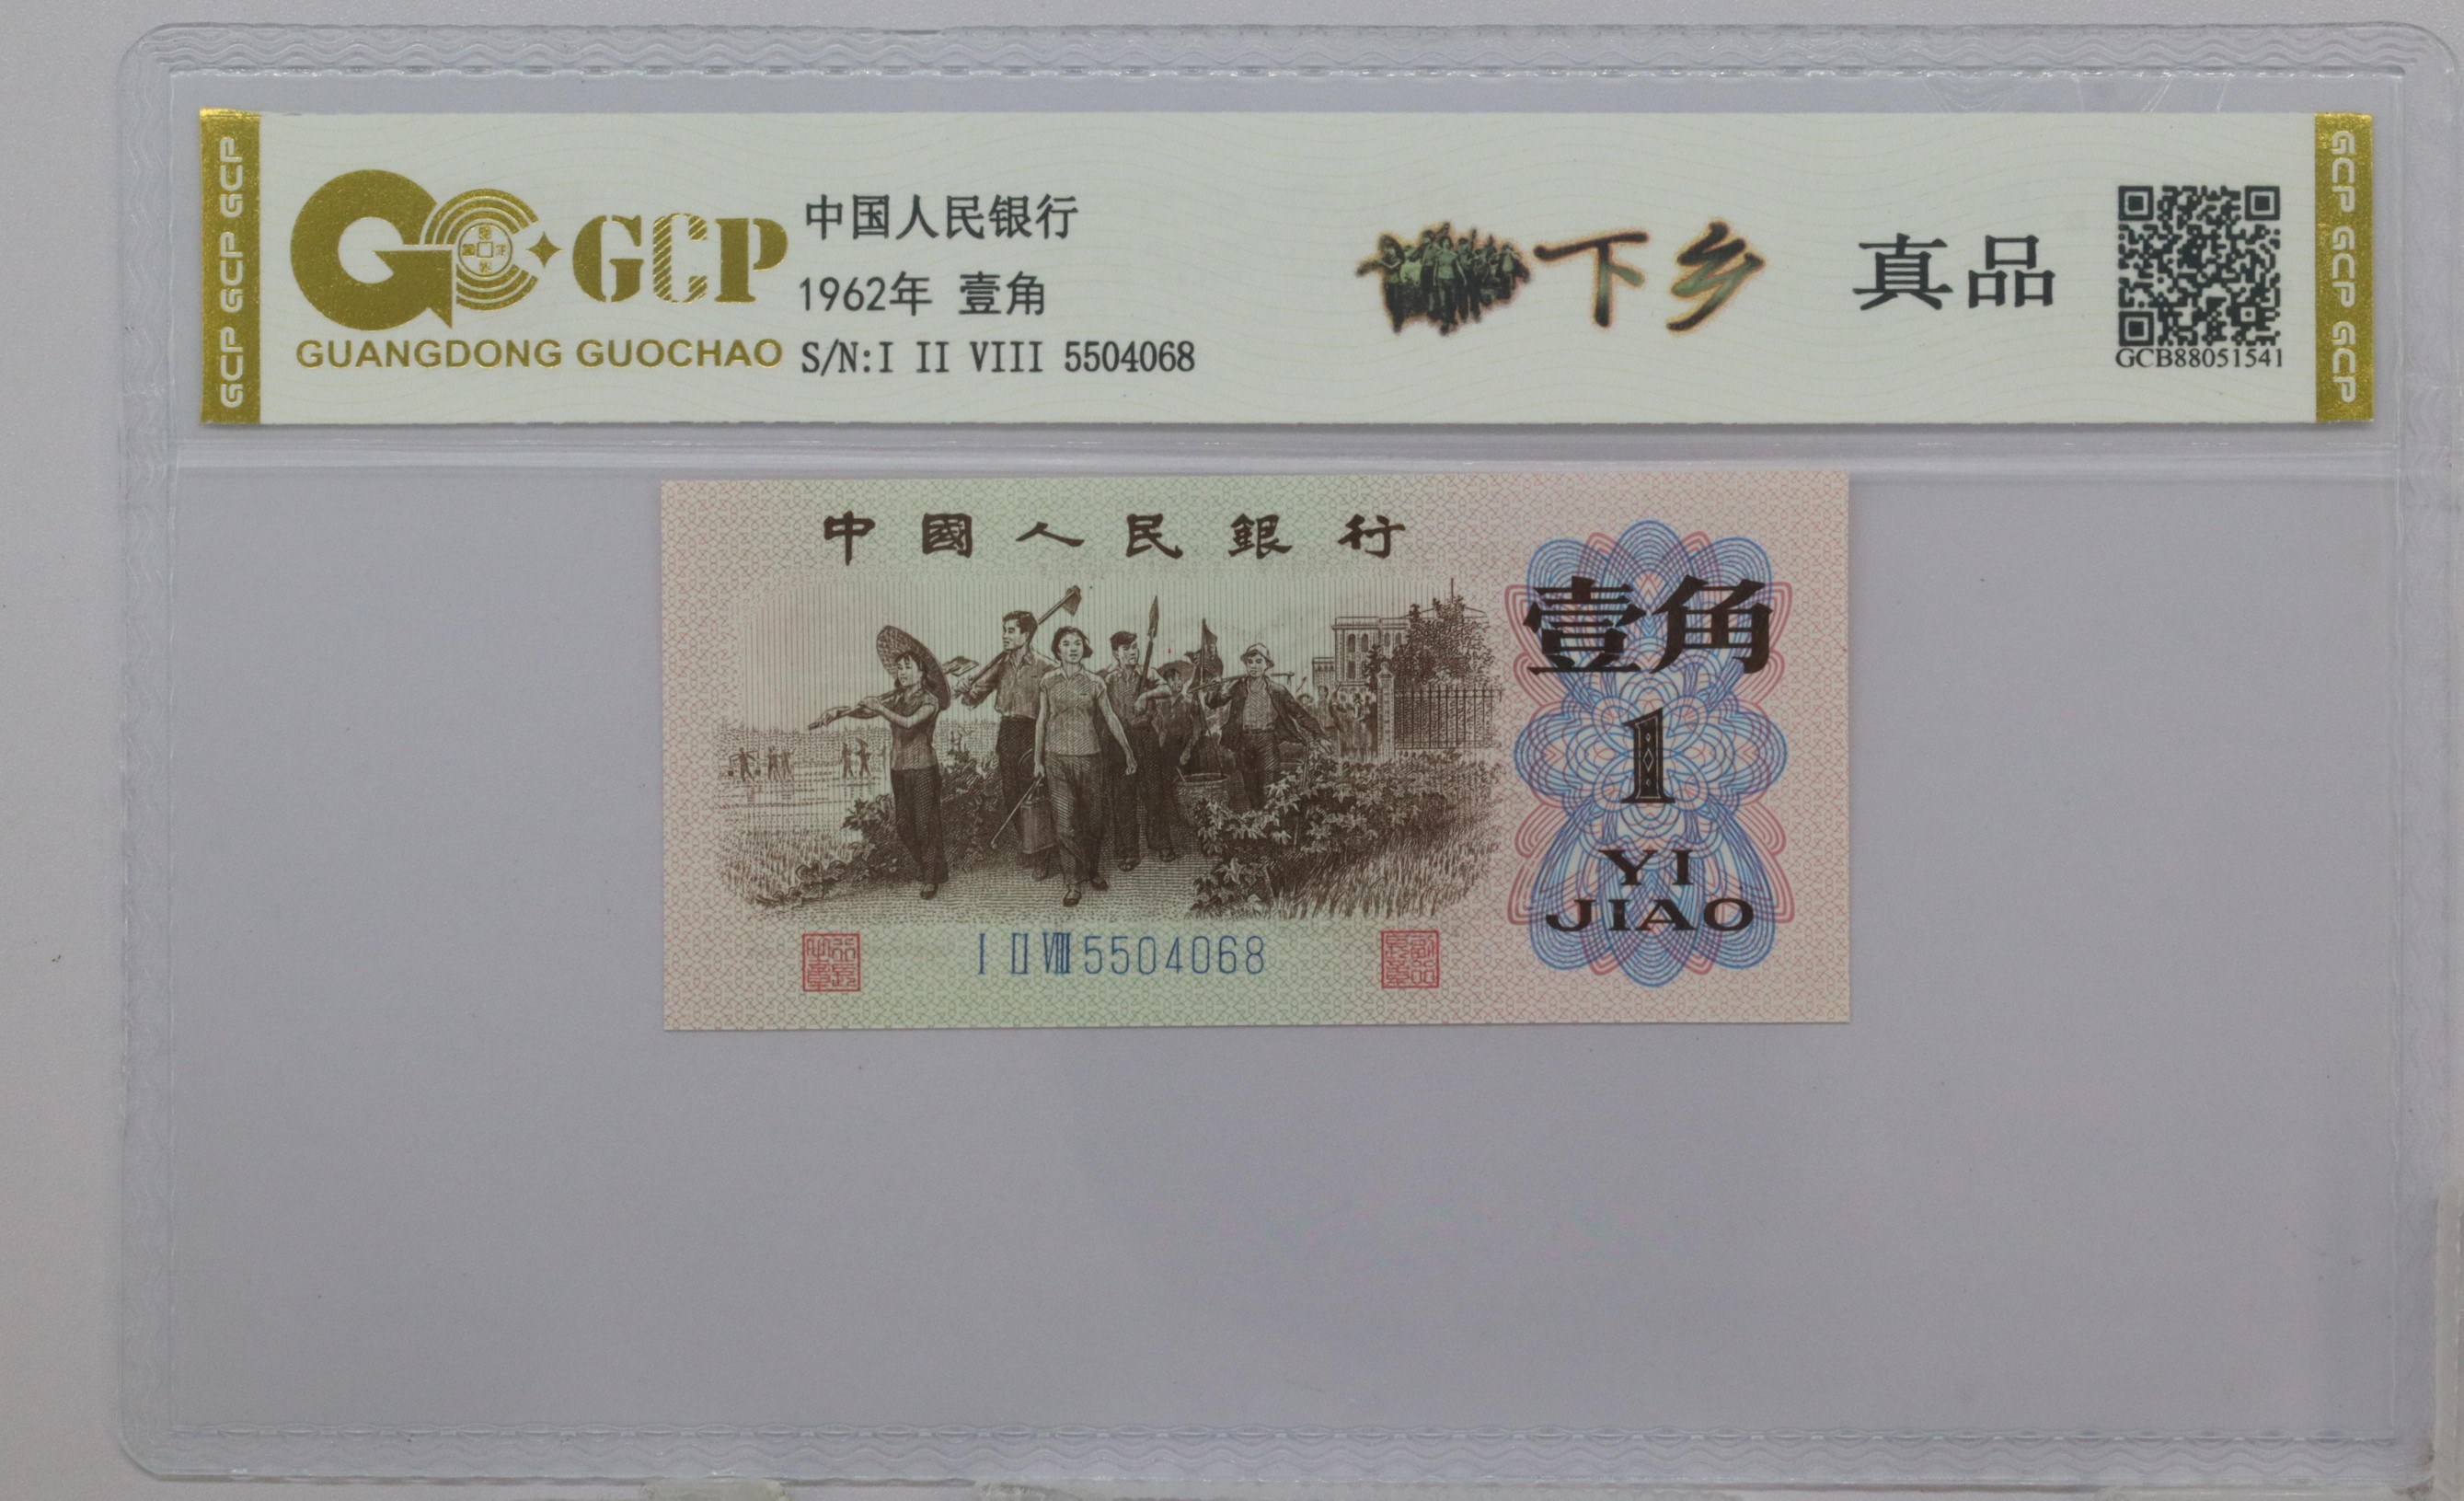 GCP GCP GCP
GCP
GUANGDONG GUOCHAO
中国人民银行
1962年 壹角
S/N:I II VIII 5504068
下乡
真品
GCB88051541
GCP GCP GCP
中國人民銀行
壹角
1
YI
JIAO
I II VIII 5504068